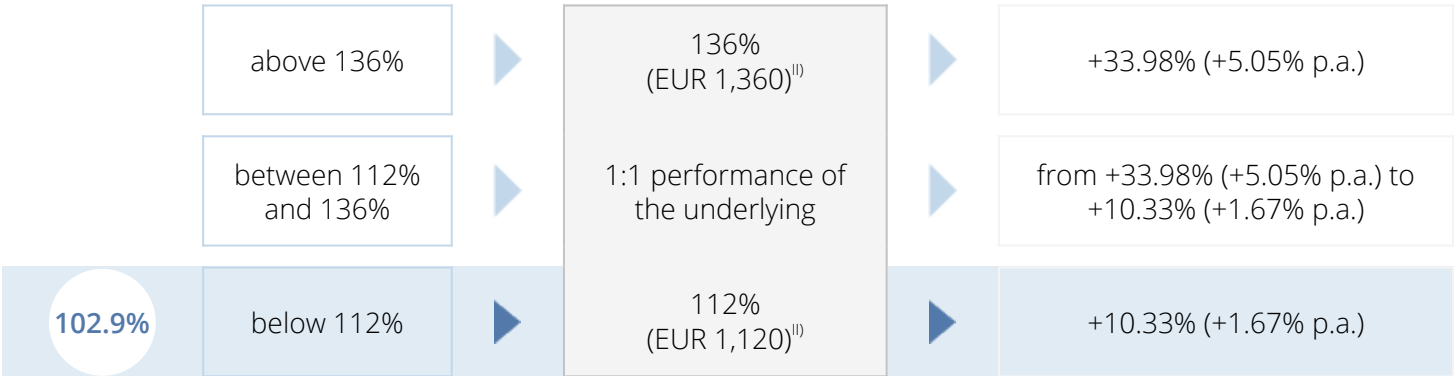 above 136%
136%
(EUR 1,360)II)
+33.98% (+5.05% p.a.)
between 112%
and 136%
1:1 performance of
the underlying
from +33.98% (+5.05% p.a.) to
+10.33% (+1.67% p.a.)
102.9%
below 112%
112%
(EUR 1,120)II)
+10.33% (+1.67% p.a.)